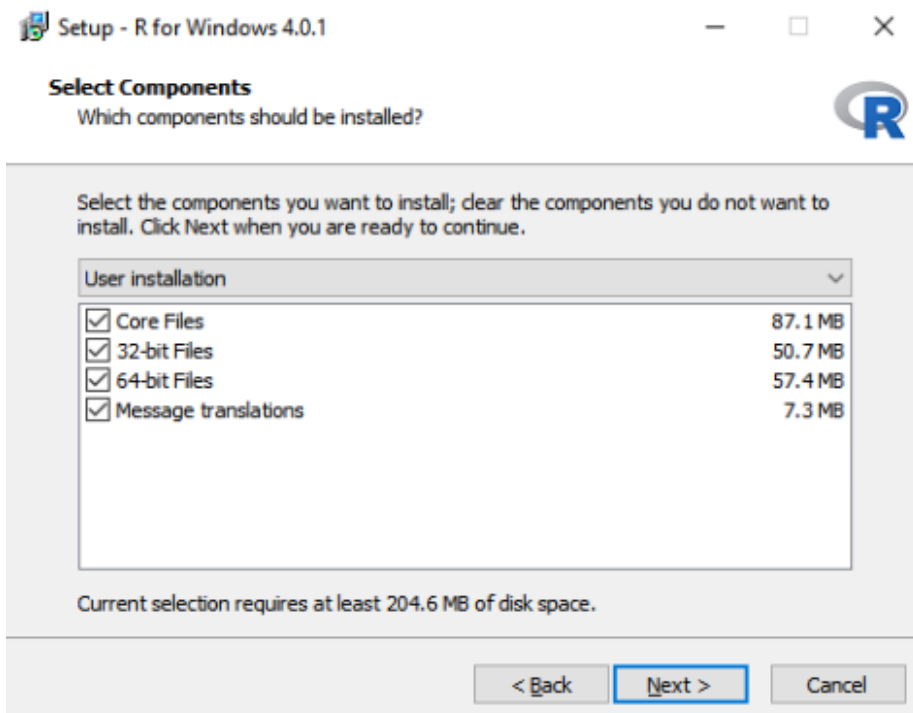 Setup - R for Windows 4.0.1
Select Components
Which components should be installed?
R
Select the components you want to install; clear the components you do not want to
install. Click Next when you are ready to continue.
User installation
Core Files 87.1 MB
32-bit Files 50.7 MB
64-bit Files 57.4 MB
Message translations 7.3 MB
Current selection requires at least 204.6 MB of disk space.
< Back Next > Cancel